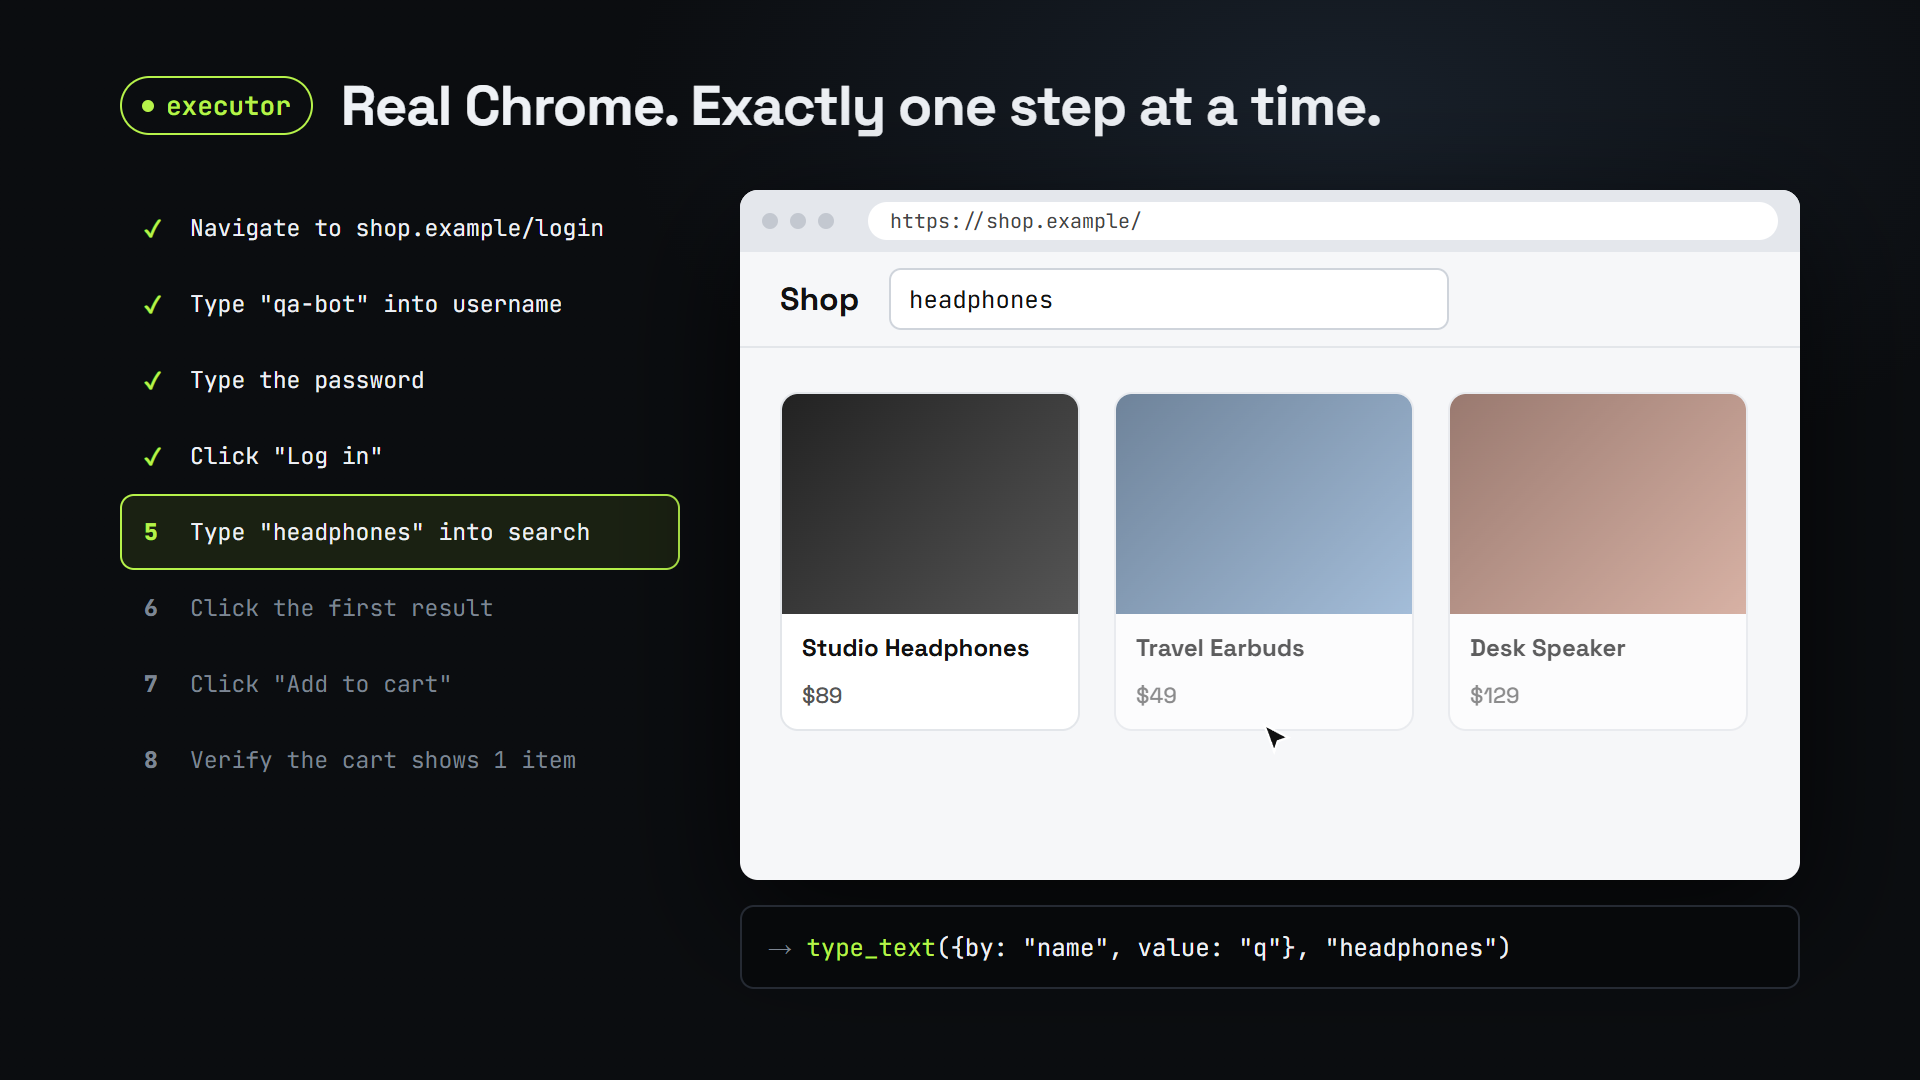 executor
Real Chrome. Exactly one step at a time.
✓ Navigate to shop.example/login
✓ Type "qa-bot" into username
✓ Type the password
✓ Click "Log in"
5 Type "headphones" into search
6 Click the first result
7 Click "Add to cart"
8 Verify the cart shows 1 item
https://shop.example/
Shop
headphones
Studio Headphones
$89
Travel Earbuds
$49
Desk Speaker
$129
→ type_text({by: "name", value: "q"}, "headphones")